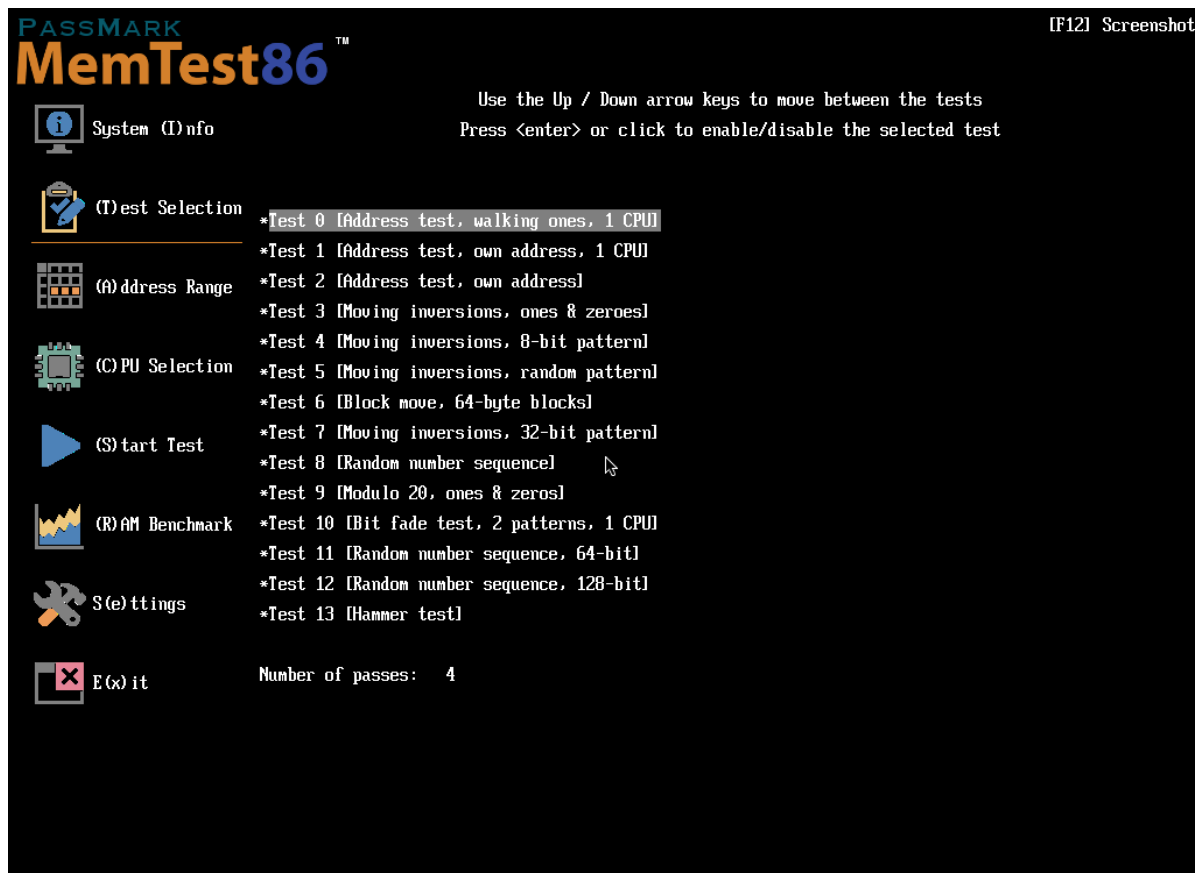 PASSMARK
MemTest86™
[F12] Screenshot
Use the Up / Down arrow keys to move between the tests
Press <enter> or click to enable/disable the selected test
System (I)nfo
(T)est Selection
(A)ddress Range
(C)PU Selection
(S)tart Test
(R)AM Benchmark
S(e)ttings
E(x)it
*Test 0 [Address test, walking ones, 1 CPU]
*Test 1 [Address test, own address, 1 CPU]
*Test 2 [Address test, own address]
*Test 3 [Moving inversions, ones & zeroes]
*Test 4 [Moving inversions, 8-bit pattern]
*Test 5 [Moving inversions, random pattern]
*Test 6 [Block move, 64-byte blocks]
*Test 7 [Moving inversions, 32-bit pattern]
*Test 8 [Random number sequence]
*Test 9 [Modulo 20, ones & zeros]
*Test 10 [Bit fade test, 2 patterns, 1 CPU]
*Test 11 [Random number sequence, 64-bit]
*Test 12 [Random number sequence, 128-bit]
*Test 13 [Hammer test]
Number of passes: 4